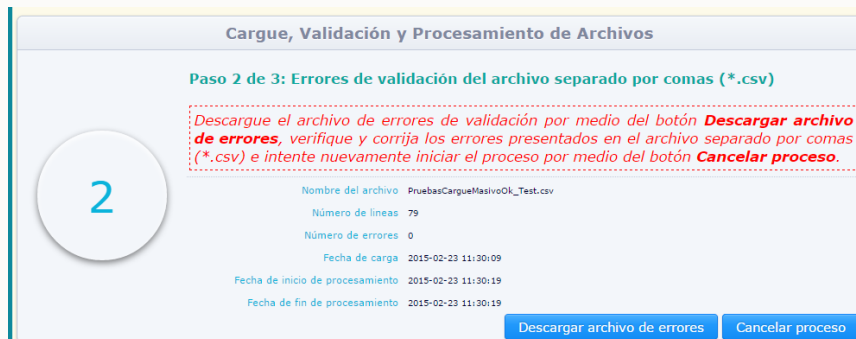 Cargue, Validación y Procesamiento de Archivos
Paso 2 de 3: Errores de validación del archivo separado por comas (*.csv)
Descargue el archivo de errores de validación por medio del botón Descargar archivo
de errores, verifique y corrija los errores presentados en el archivo separado por comas
(*.csv) e intente nuevamente iniciar el proceso por medio del botón Cancelar proceso.
2
Nombre del archivo PruebasCargueMasivoOk_Test.csv
Número de lineas 79
Número de errores 0
Fecha de carga 2015-02-23 11:30:09
Fecha de inicio de procesamiento 2015-02-23 11:30:19
Fecha de fin de procesamiento 2015-02-23 11:30:19
Descargar archivo de errores Cancelar proceso